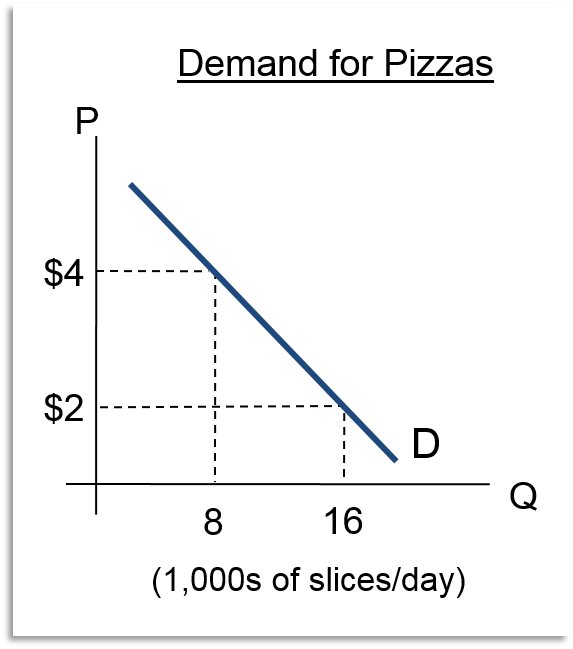 Demand for Pizzas
P
$4
$2
D
Q
8 16
(1,000s of slices/day)